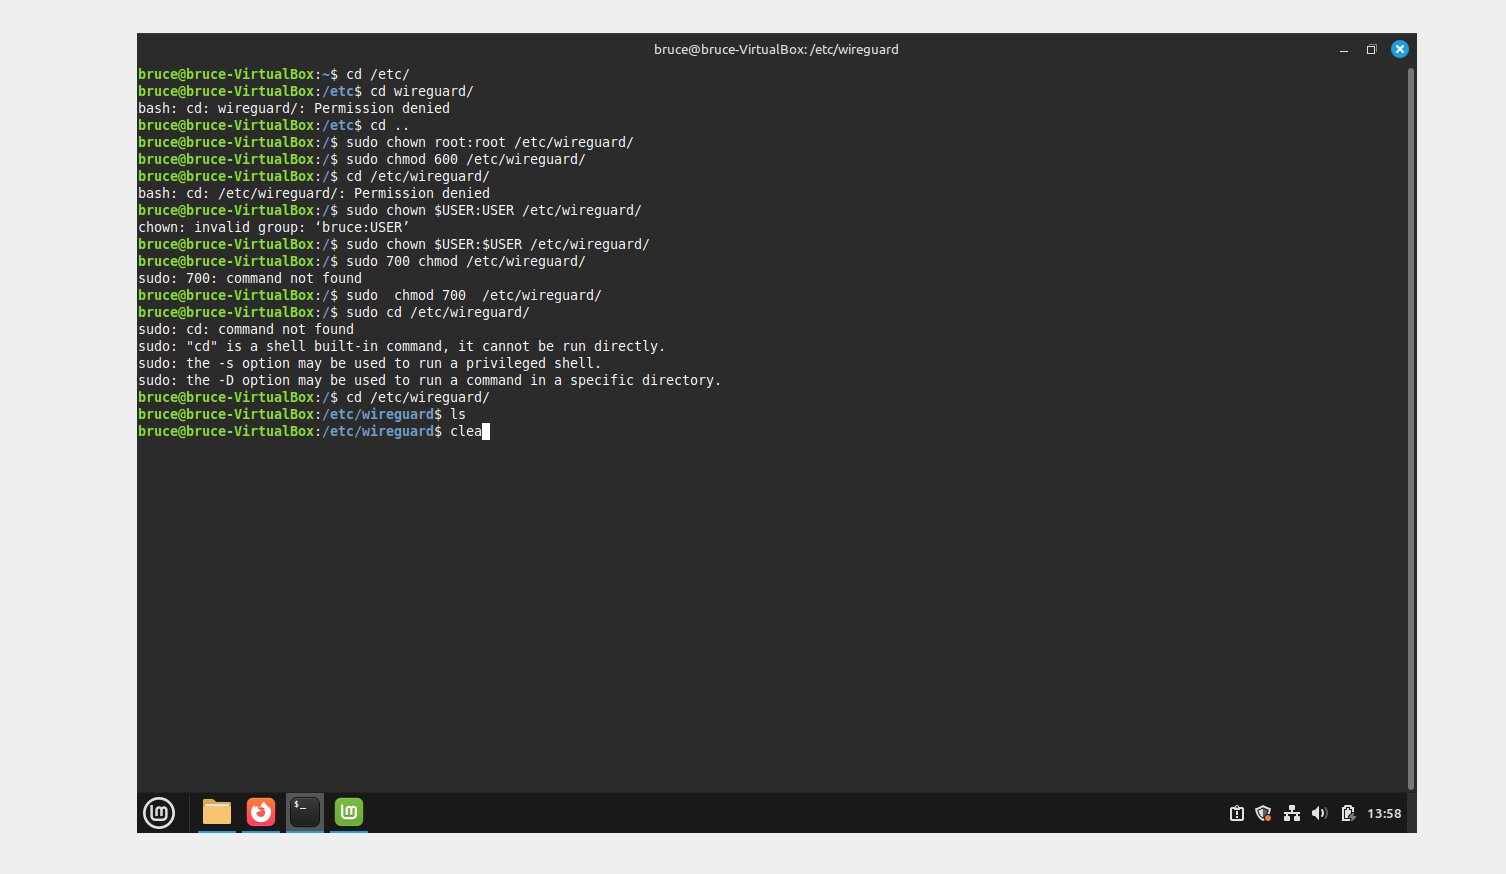 bruce@bruce-VirtualBox: /etc/wireguard
bruce@bruce-VirtualBox:~$ cd /etc/
bruce@bruce-VirtualBox:/etc$ cd wireguard/
bash: cd: wireguard/: Permission denied
bruce@bruce-VirtualBox:/etc$ cd ..
bruce@bruce-VirtualBox:/$ sudo chown root:root /etc/wireguard/
bruce@bruce-VirtualBox:/$ sudo chmod 600 /etc/wireguard/
bruce@bruce-VirtualBox:/$ cd /etc/wireguard/
bash: cd: /etc/wireguard/: Permission denied
bruce@bruce-VirtualBox:/$ sudo chown $USER:USER /etc/wireguard/
chown: invalid group: ‘bruce:USER’
bruce@bruce-VirtualBox:/$ sudo chown $USER:$USER /etc/wireguard/
bruce@bruce-VirtualBox:/$ sudo 700 chmod /etc/wireguard/
sudo: 700: command not found
bruce@bruce-VirtualBox:/$ sudo  chmod 700  /etc/wireguard/
bruce@bruce-VirtualBox:/$ sudo cd /etc/wireguard/
sudo: cd: command not found
sudo: "cd" is a shell built-in command, it cannot be run directly.
sudo: the -s option may be used to run a privileged shell.
sudo: the -D option may be used to run a command in a specific directory.
bruce@bruce-VirtualBox:/$ cd /etc/wireguard/
bruce@bruce-VirtualBox:/etc/wireguard$ ls
bruce@bruce-VirtualBox:/etc/wireguard$ clea
$_
13:58